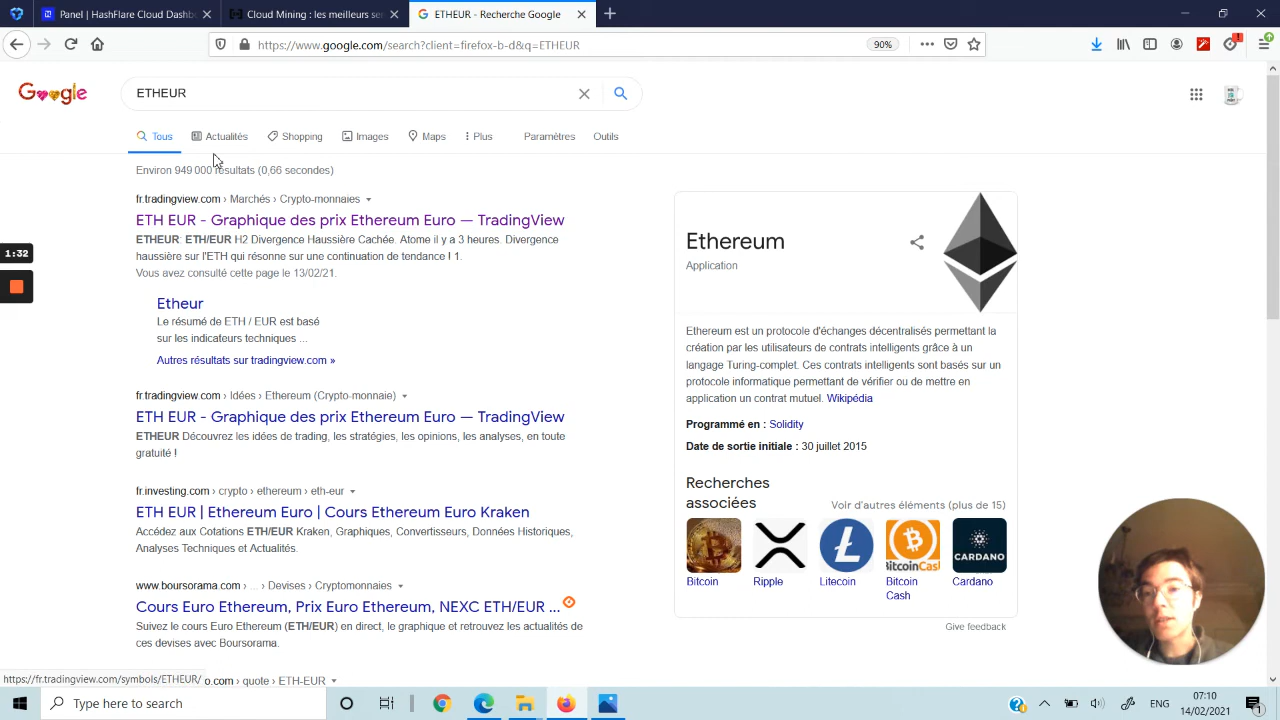 Panel | HashFlare Cloud Dashb
Cloud Mining : les meilleurs ser
ETHEUR - Recherche Google
https://www.google.com/search?client=firefox-b-d&q=ETHEUR
90%
Google
ETHEUR
Tous
Actualités
Shopping
Images
Maps
Plus
Paramètres
Outils
Environ 949 000 résultats (0,66 secondes)
fr.tradingview.com › Marchés › Crypto-monnaies
ETH EUR - Graphique des prix Ethereum Euro — TradingView
ETHEUR: ETH/EUR H2 Divergence Haussière Cachée. Atome il y a 3 heures. Divergence
haussière sur l'ETH qui résonne sur une continuation de tendance ! 1.
Vous avez consulté cette page le 13/02/21.
Etheur
Le résumé de ETH / EUR est basé
sur les indicateurs techniques ...
Autres résultats sur tradingview.com »
fr.tradingview.com › Idées › Ethereum (Crypto-monnaie)
ETH EUR - Graphique des prix Ethereum Euro — TradingView
ETHEUR Découvrez les idées de trading, les stratégies, les opinions, les analyses, en toute
gratuité !
fr.investing.com › crypto › ethereum › eth-eur
ETH EUR | Ethereum Euro | Cours Ethereum Euro Kraken
Accédez aux Cotations ETH/EUR Kraken, Graphiques, Convertisseurs, Données Historiques,
Analyses Techniques et Actualités.
www.boursorama.com › ... › Devises › Cryptomonnaies
Cours Euro Ethereum, Prix Euro Ethereum, NEXC ETH/EUR ...
Suivez le cours Euro Ethereum (ETH/EUR) en direct, le graphique et retrouvez les actualités de
ces devises avec Boursorama.
o.com › quote › ETH-EUR
https://fr.tradingview.com/symbols/ETHEUR/
1:32
Ethereum
Application
Ethereum est un protocole d'échanges décentralisés permettant la
création par les utilisateurs de contrats intelligents grâce à un
langage Turing-complet. Ces contrats intelligents sont basés sur un
protocole informatique permettant de vérifier ou de mettre en
application un contrat mutuel. Wikipédia
Programmé en : Solidity
Date de sortie initiale : 30 juillet 2015
Recherches
associées
Voir d'autres éléments (plus de 15)
BitcoinCas
CARDANO
Bitcoin
Ripple
Litecoin
Bitcoin
Cash
Cardano
Give feedback
Type here to search
ENG
07:10
14/02/2021
1